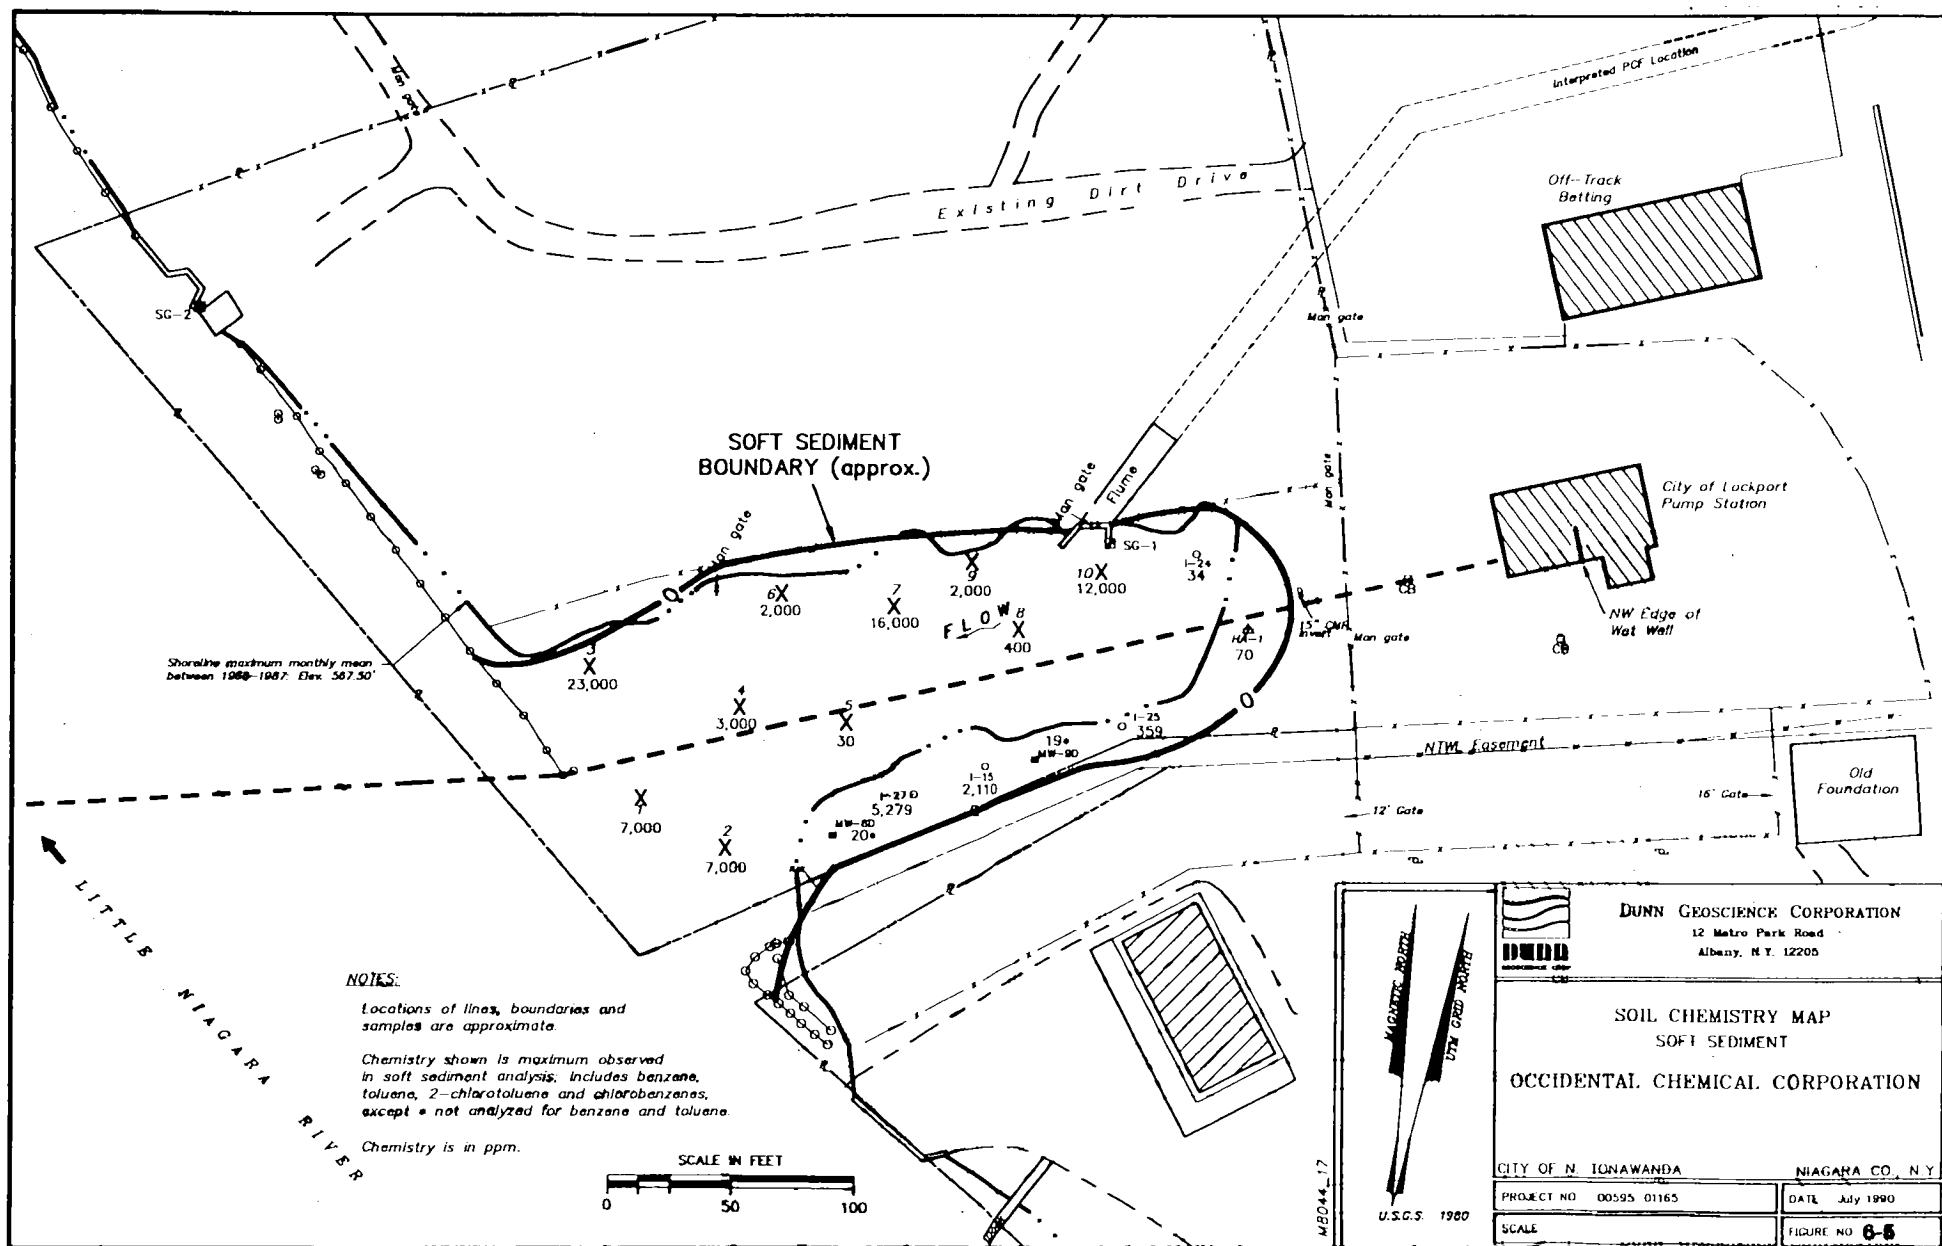 Interpreted PCF Location
Man gate
Existing Dirt Drive
Off-Track
Betting
SG-2
Man gate
SOFT SEDIMENT
BOUNDARY (approx.)
Man gate
Flume
Man gate
Man gate
City of Lockport
Pump Station
SG-1
NW Edge of
Wet Well
CB
CB
15" CMP
Invert
Man gate
Shoreline maximum monthly mean
between 1986-1987: Elev. 567.50'
FLOW
0
0
3
23,000
6
2,000
7
16,000
9
2,000
10
12,000
I-24
34
8
400
HA-1
70
4
3,000
5
30
I-25
359
19*
MW-9D
I-15
2,110
I-27D
5,279
MW-8D
20*
1
7,000
2
7,000
NTWL Easement
12' Gate
16' Gate
Old
Foundation
LITTLE NIAGARA RIVER
NOTES:
Locations of lines, boundaries and
samples are approximate.
Chemistry shown is maximum observed
in soft sediment analysis; includes benzene,
toluene, 2-chlorotoluene and chlorobenzenes,
except * not analyzed for benzene and toluene.
Chemistry is in ppm.
SCALE IN FEET
0 50 100
M8044_17
MAGNETIC NORTH
UTM GRID NORTH
U.S.G.S. 1980
DUNN
GEOSCIENCE CORP
DUNN GEOSCIENCE CORPORATION
12 Metro Park Road
Albany, N.Y. 12205
SOIL CHEMISTRY MAP
SOFT SEDIMENT
OCCIDENTAL CHEMICAL CORPORATION
CITY OF N. TONAWANDA NIAGARA CO., N.Y
PROJECT NO 00595 01165
DATE July 1990
SCALE
FIGURE NO 6-5